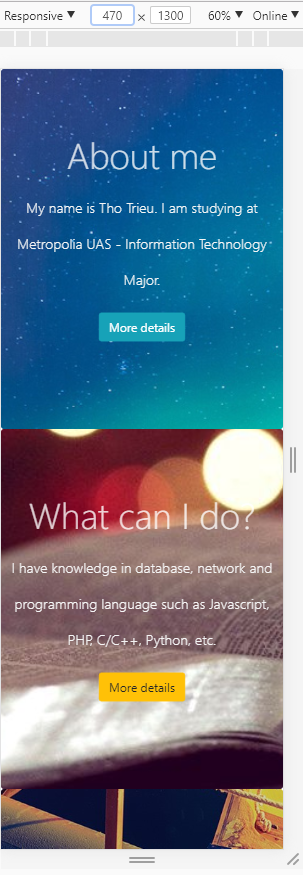 Responsive ▼ 470 × 1300 60% ▼ Online ▼
About me
My name is Tho Trieu. I am studying at
Metropolia UAS - Information Technology
Major.
More details
What can I do?
I have knowledge in database, network and
programming language such as Javascript,
PHP, C/C++, Python, etc.
More details